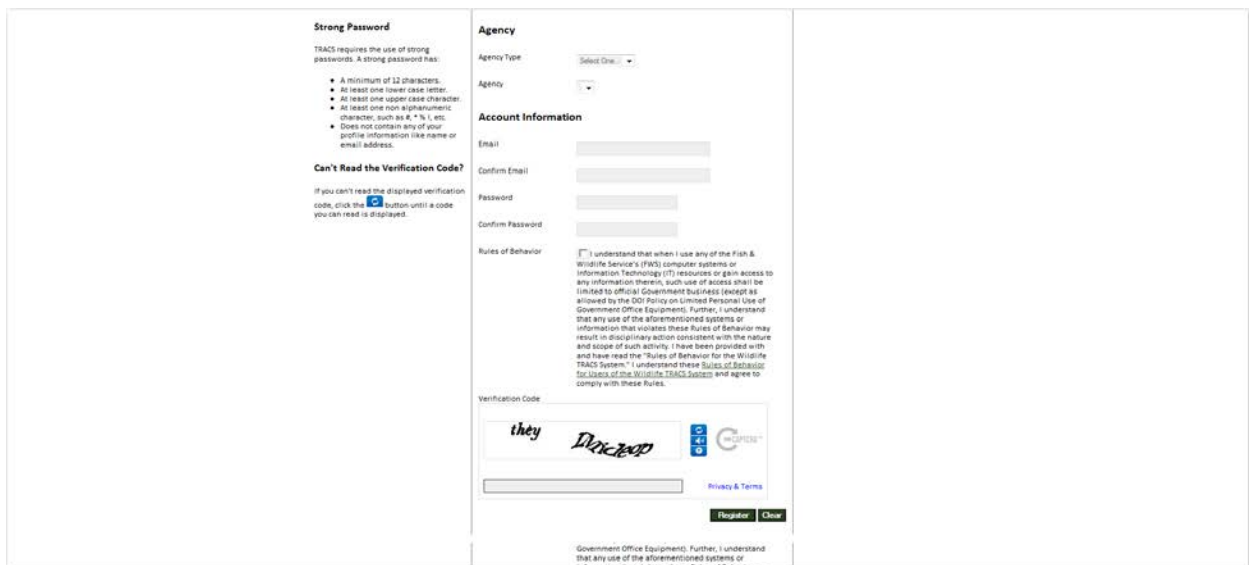 Strong Password
TRACS requires the use of strong
passwords. A strong password has:
A minimum of 12 characters.
At least one lower case letter.
At least one upper case character.
At least one non alphanumeric
character, such as #, * % !, etc.
Does not contain any of your
profile information like name or
email address.
Can't Read the Verification Code?
If you can't read the displayed verification
code, click the button until a code
you can read is displayed.
Agency
Agency Type
Select One...
Agency
Account Information
Email
Confirm Email
Password
Confirm Password
Rules of Behavior
I understand that when I use any of the Fish &
Wildlife Service's (FWS) computer systems or
Information Technology (IT) resources or gain access to
any information therein, such use of access shall be
limited to official Government business (except as
allowed by the DOI Policy on Limited Personal Use of
Government Office Equipment). Further, I understand
that any use of the aforementioned systems or
information that violates these Rules of Behavior may
result in disciplinary action consistent with the nature
and scope of such activity. I have been provided with
and have read the "Rules of Behavior for the Wildlife
TRACS System." I understand these Rules of Behavior
for Users of the Wildlife TRACS System and agree to
comply with these Rules.
Verification Code
Privacy & Terms
Register Clear
Government Office Equipment). Further, I understand
that any use of the aforementioned systems or